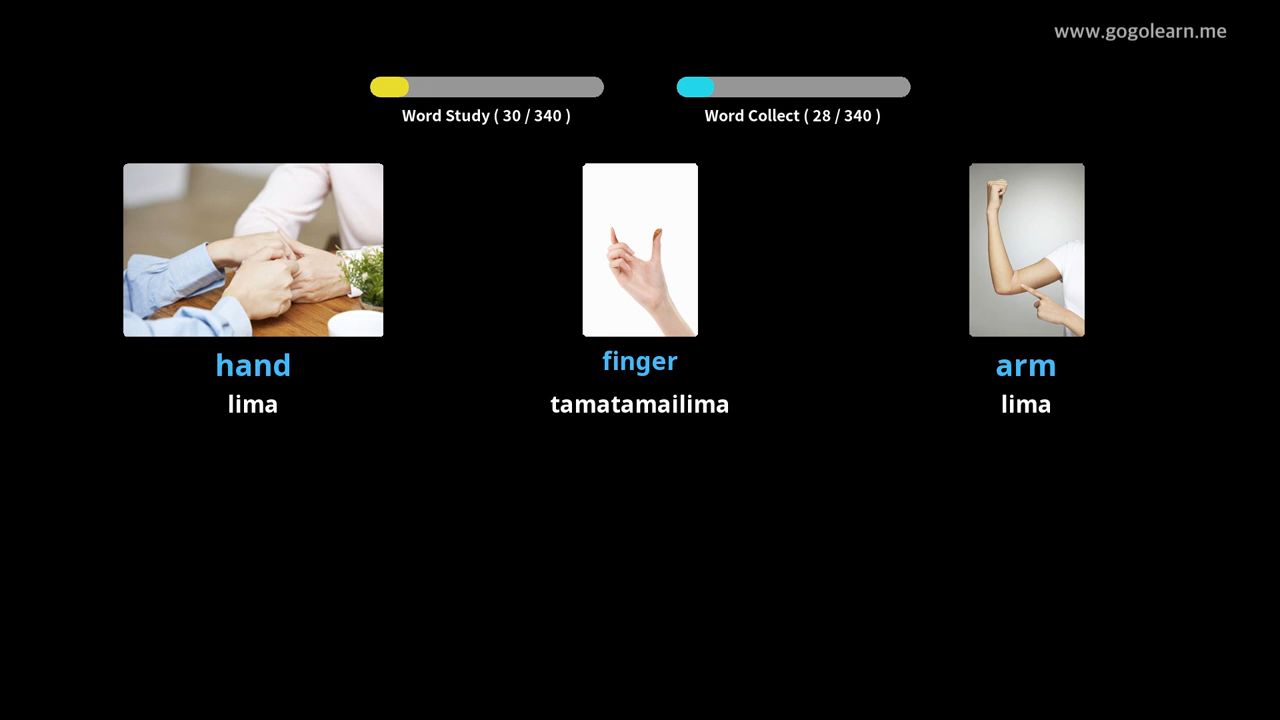 www.gogolearn.me
Word Study ( 30 / 340 )
Word Collect ( 28 / 340 )
hand
lima
finger
tamatamailima
arm
lima